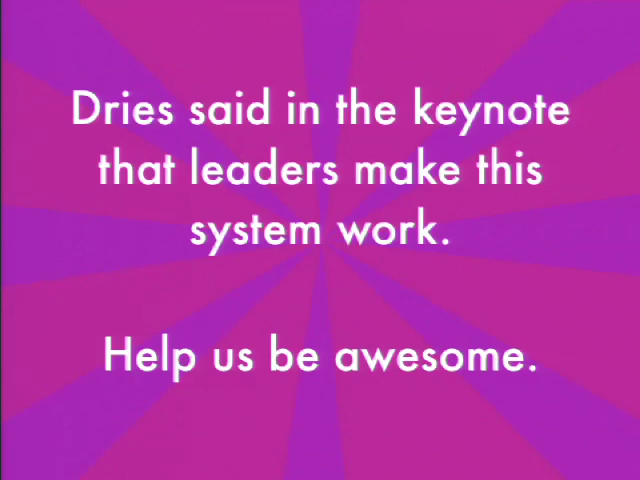 Dries said in the keynote
that leaders make this
system work.
Help us be awesome.